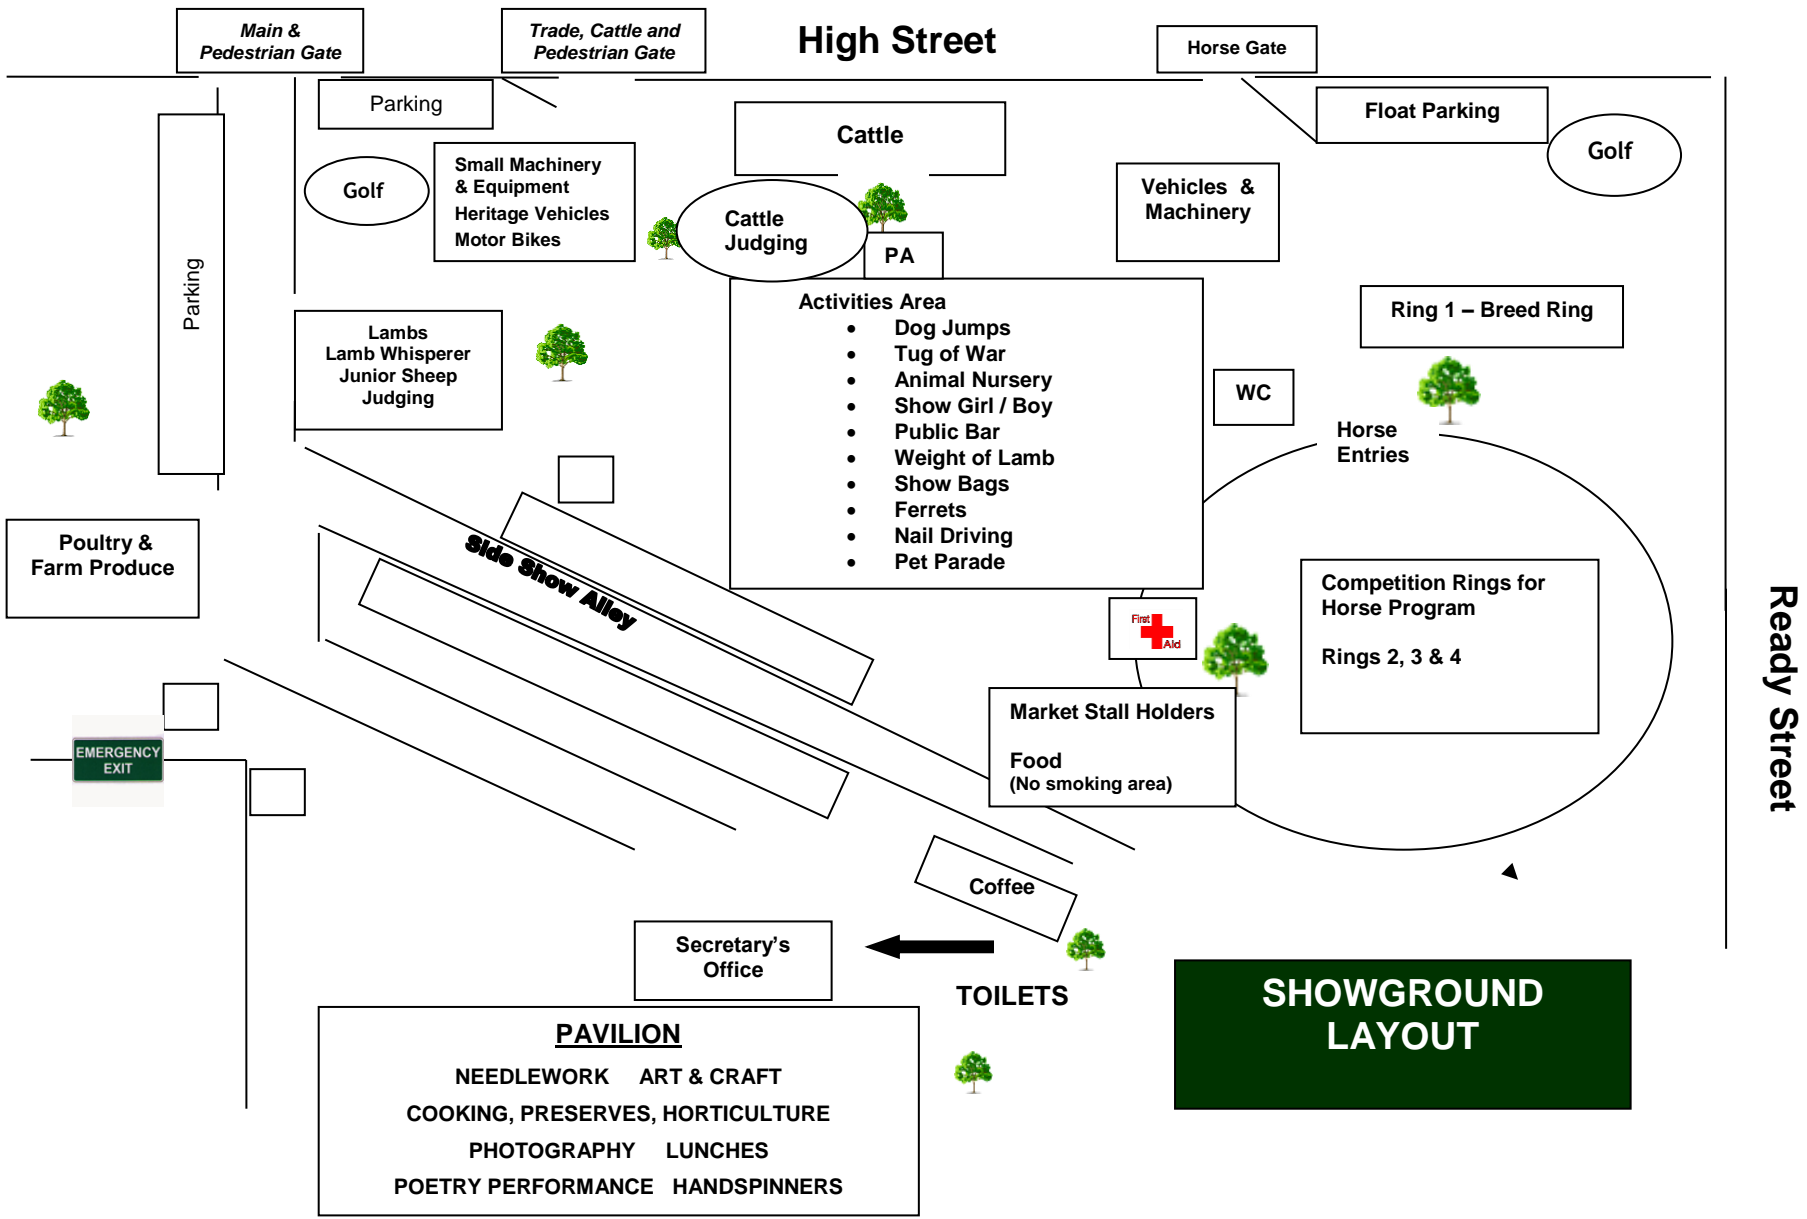 Main &
Pedestrian Gate
Trade, Cattle and
Pedestrian Gate
High Street
Horse Gate
Parking
Float Parking
Golf
Cattle
Small Machinery
& Equipment
Heritage Vehicles
Motor Bikes
Golf
Vehicles &
Machinery
Cattle
Judging
PA
Parking
Activities Area
• Dog Jumps
• Tug of War
• Animal Nursery
• Show Girl / Boy
• Public Bar
• Weight of Lamb
• Show Bags
• Ferrets
• Nail Driving
• Pet Parade
Ring 1 – Breed Ring
Lambs
Lamb Whisperer
Junior Sheep
Judging
WC
Horse
Entries
Poultry &
Farm Produce
Side Show Alley
Competition Rings for
Horse Program
Rings 2, 3 & 4
First
Aid
Ready Street
Market Stall Holders
Food
(No smoking area)
EMERGENCY
EXIT
Coffee
Secretary’s
Office
TOILETS
SHOWGROUND
LAYOUT
PAVILION
NEEDLEWORK ART & CRAFT
COOKING, PRESERVES, HORTICULTURE
PHOTOGRAPHY LUNCHES
POETRY PERFORMANCE HANDSPINNERS